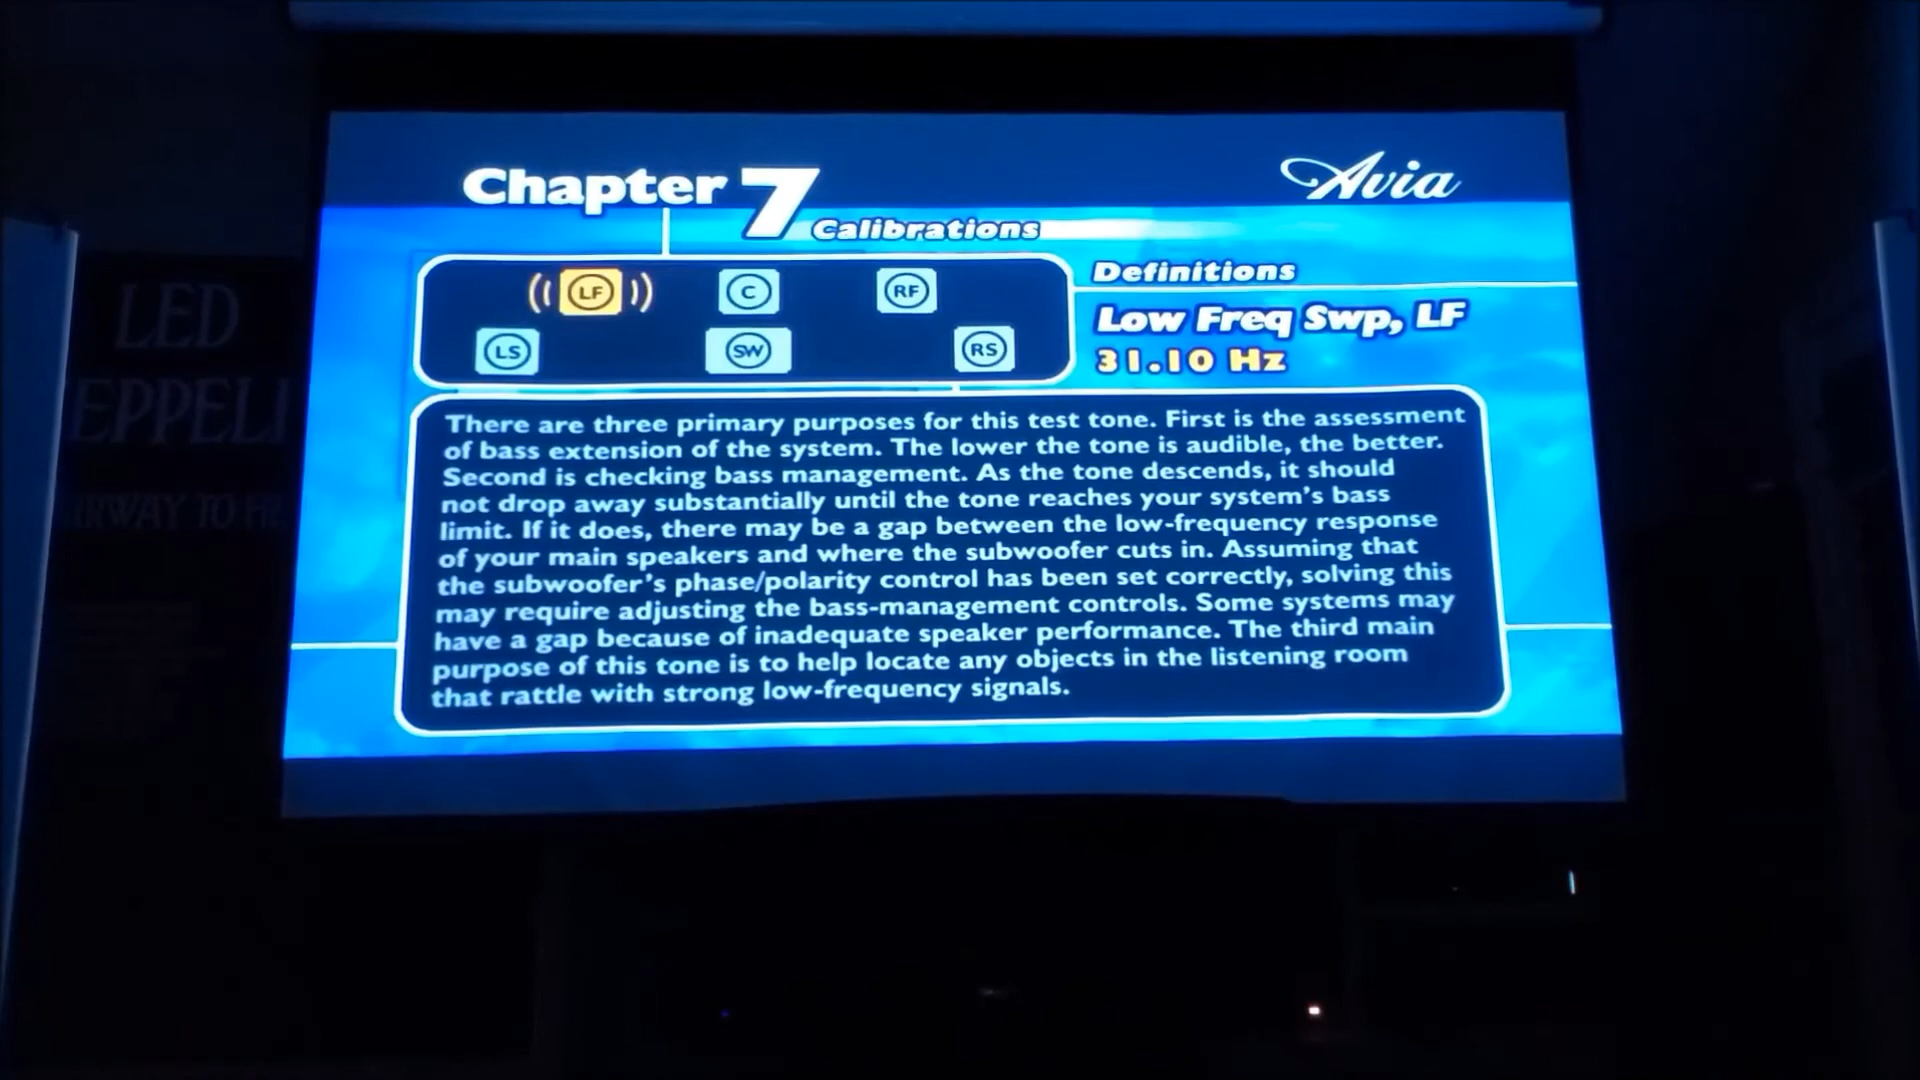 Chapter 7
Calibrations
Avia
LF
C
RF
LS
SW
RS
Definitions
Low Freq Swp, LF
31.10 Hz
There are three primary purposes for this test tone. First is the assessment
of bass extension of the system. The lower the tone is audible, the better.
Second is checking bass management. As the tone descends, it should
not drop away substantially until the tone reaches your system's bass
limit. If it does, there may be a gap between the low-frequency response
of your main speakers and where the subwoofer cuts in. Assuming that
the subwoofer's phase/polarity control has been set correctly, solving this
may require adjusting the bass-management controls. Some systems may
have a gap because of inadequate speaker performance. The third main
purpose of this tone is to help locate any objects in the listening room
that rattle with strong low-frequency signals.
LED
EPPELI
RWAY TO